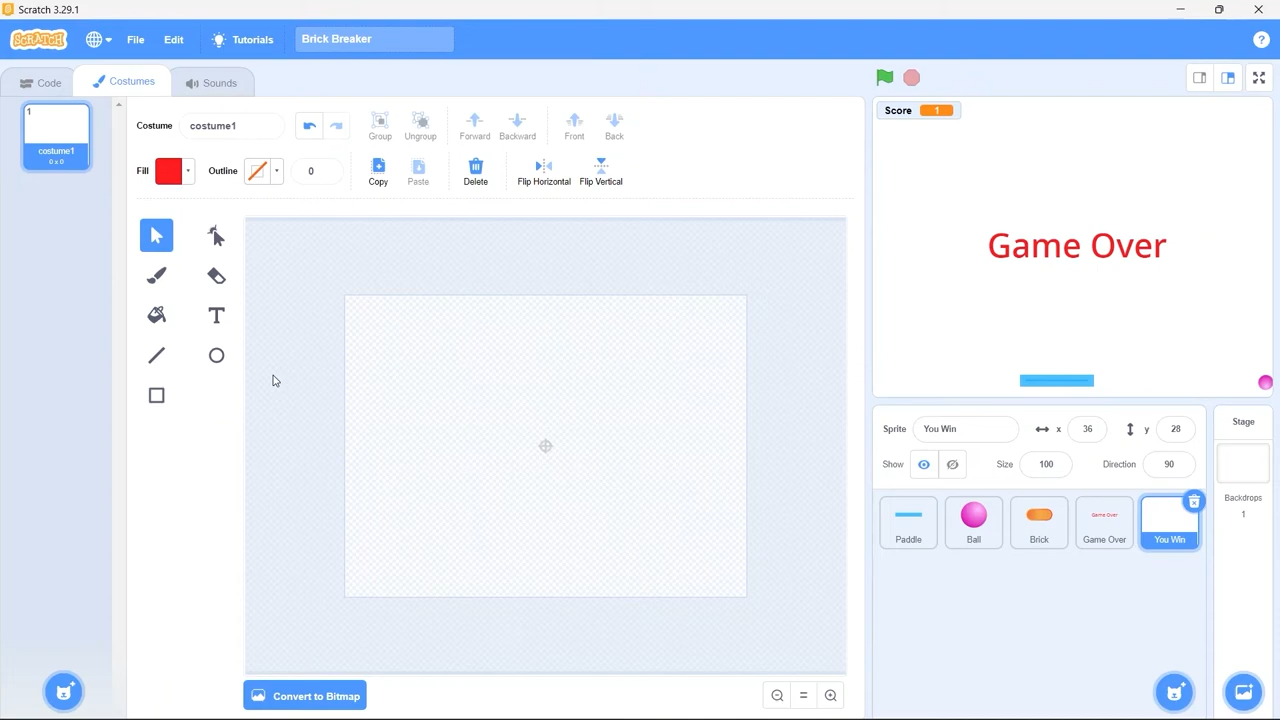 Scratch 3.29.1
SCRATCH File Edit Tutorials Brick Breaker ?
Code Costumes Sounds
1
costume1
0 x 0
Costume costume1 Group Ungroup Forward Backward Front Back
Fill Outline 0 Copy Paste Delete Flip Horizontal Flip Vertical
T
Convert to Bitmap
Score 1
Game Over
Sprite You Win x 36 y 28
Show Size 100 Direction 90
Paddle Ball Brick Game Over Game Over You Win
Stage
Backdrops
1